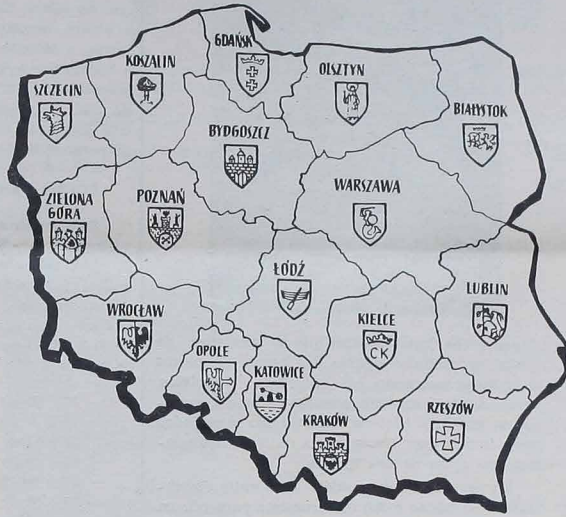 GDAŃSK
KOSZALIN
OLSZTYN
SZCZECIN
BIAŁYSTOK
BYDGOSZCZ
WARSZAWA
ZIELONA
GÓRA
POZNAŃ
ŁÓDŹ
LUBLIN
WROCŁAW
KIELCE
CK
OPOLE
KATOWICE
KRAKÓW
RZESZÓW